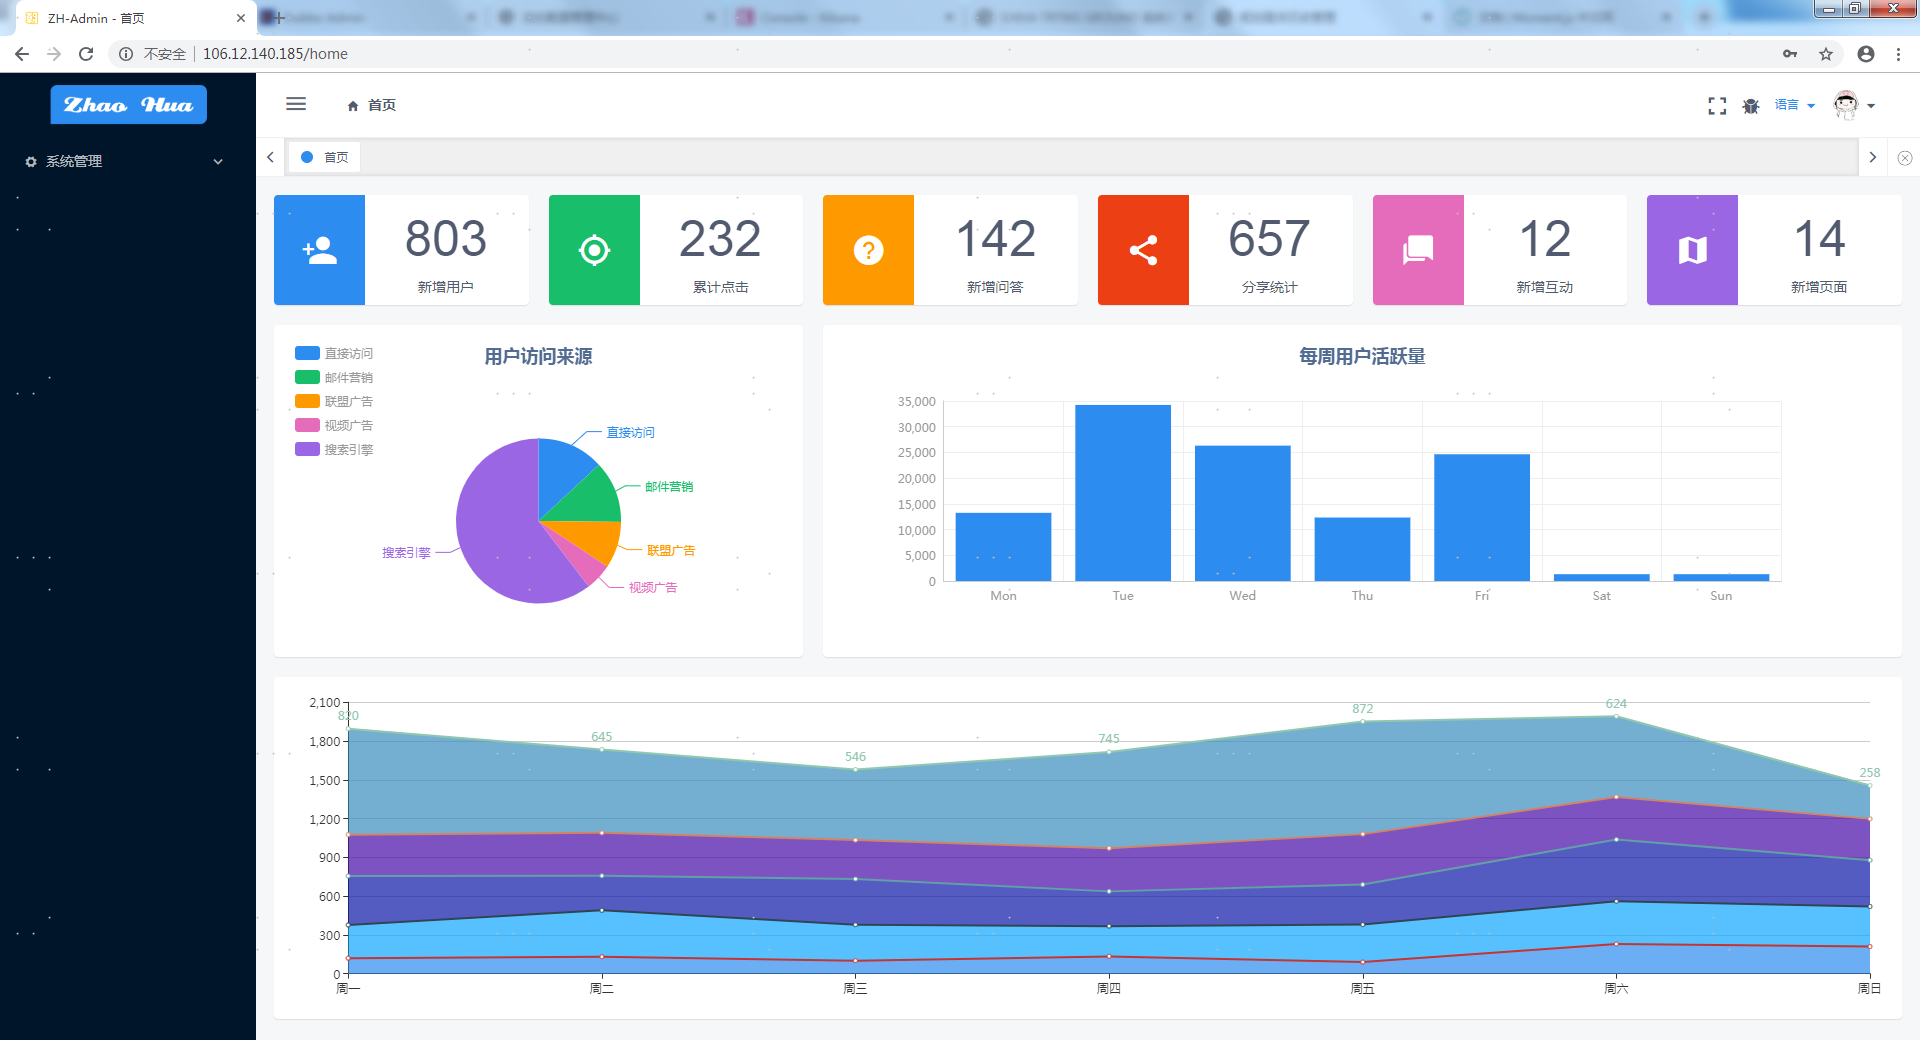 ZH-Admin - 首页
不安全 106.12.140.185/home
Zhao Hua
首页
语言
系统管理
首页
803
新增用户
232
累计点击
142
新增问答
657
分享统计
12
新增互动
14
新增页面
用户访问来源
直接访问
邮件营销
联盟广告
视频广告
搜索引擎
直接访问
邮件营销
联盟广告
视频广告
搜索引擎
每周用户活跃量
35,000
30,000
25,000
20,000
15,000
10,000
5,000
0
Mon Tue Wed Thu Fri Sat Sun
2,100
1,800
1,500
1,200
900
600
300
0
820 645 546 745 872 624 258
周一 周二 周三 周四 周五 周六 周日